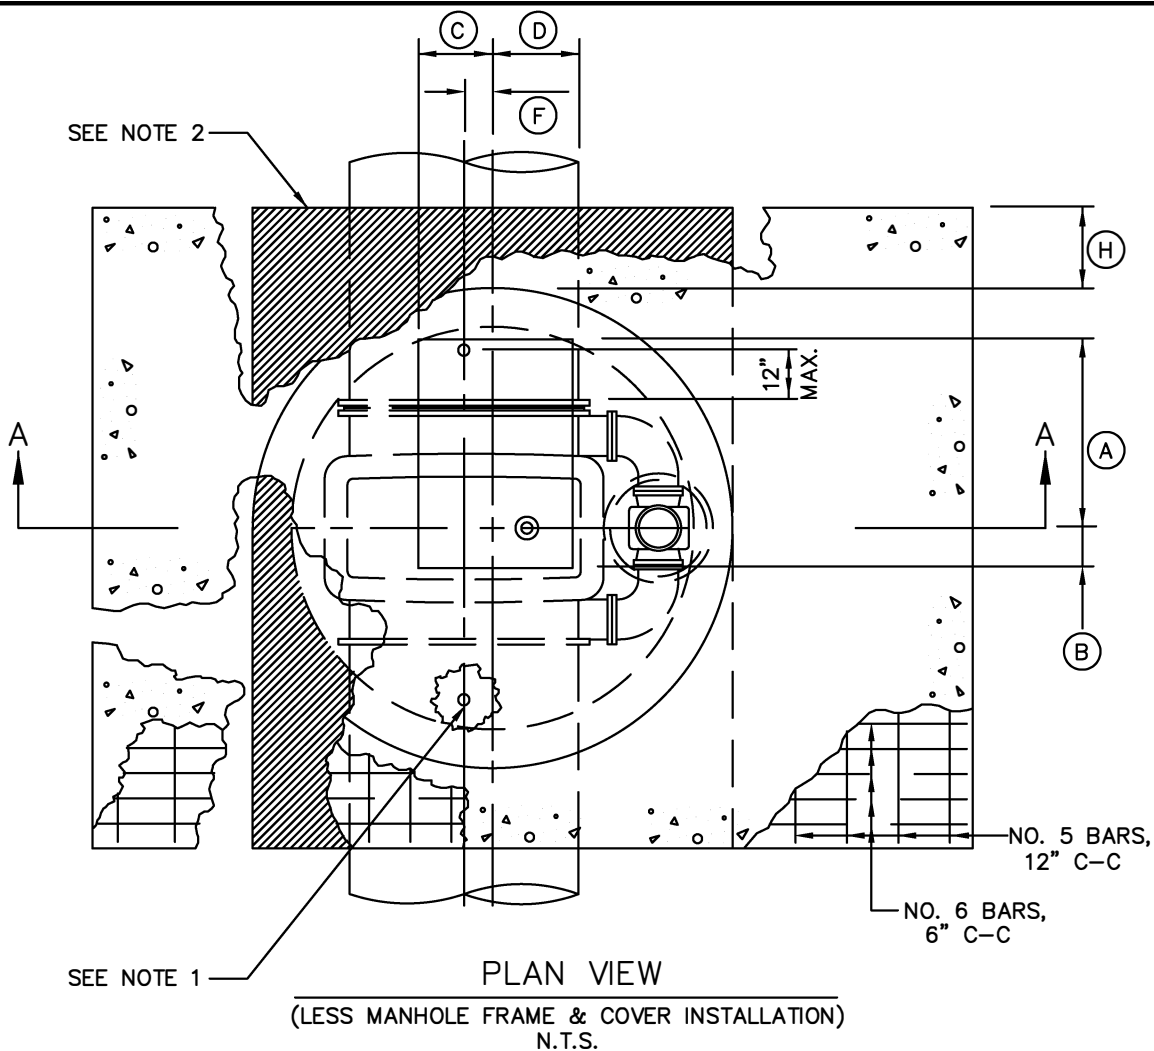 C
D
F
SEE NOTE 2
H
12"
MAX.
A
A
A
B
NO. 5 BARS,
12" C–C
NO. 6 BARS,
6" C–C
SEE NOTE 1
PLAN VIEW
(LESS MANHOLE FRAME & COVER INSTALLATION)
N.T.S.